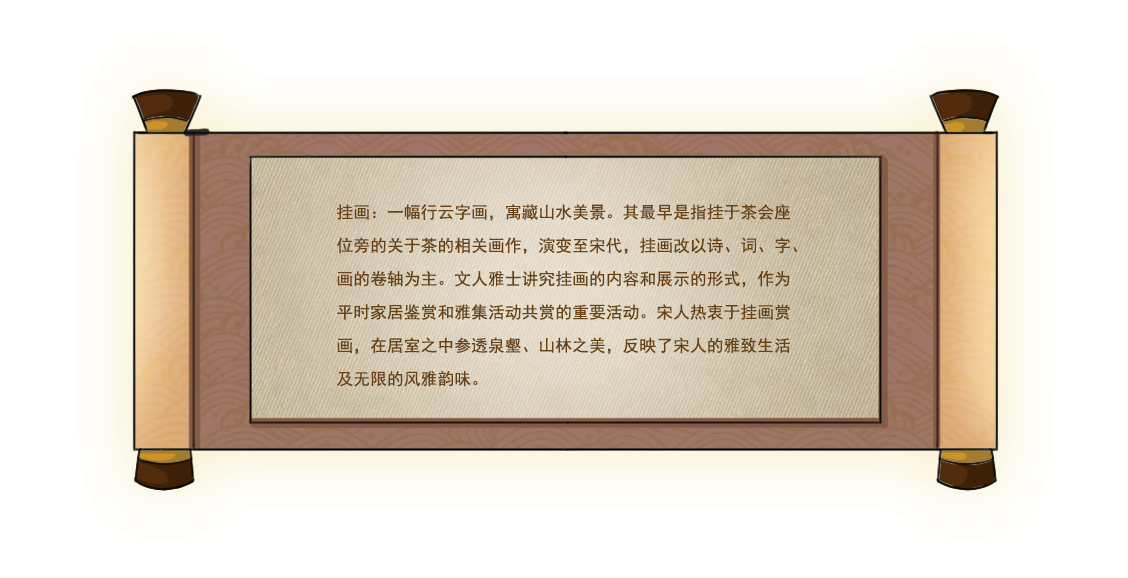 挂画：一幅行云字画，寓藏山水美景。其最早是指挂于茶会座
位旁的关于茶的相关画作，演变至宋代，挂画改以诗、词、字、
画的卷轴为主。文人雅士讲究挂画的内容和展示的形式，作为
平时家居鉴赏和雅集活动共赏的重要活动。宋人热衷于挂画赏
画，在居室之中参透泉壑、山林之美，反映了宋人的雅致生活
及无限的风雅韵味。